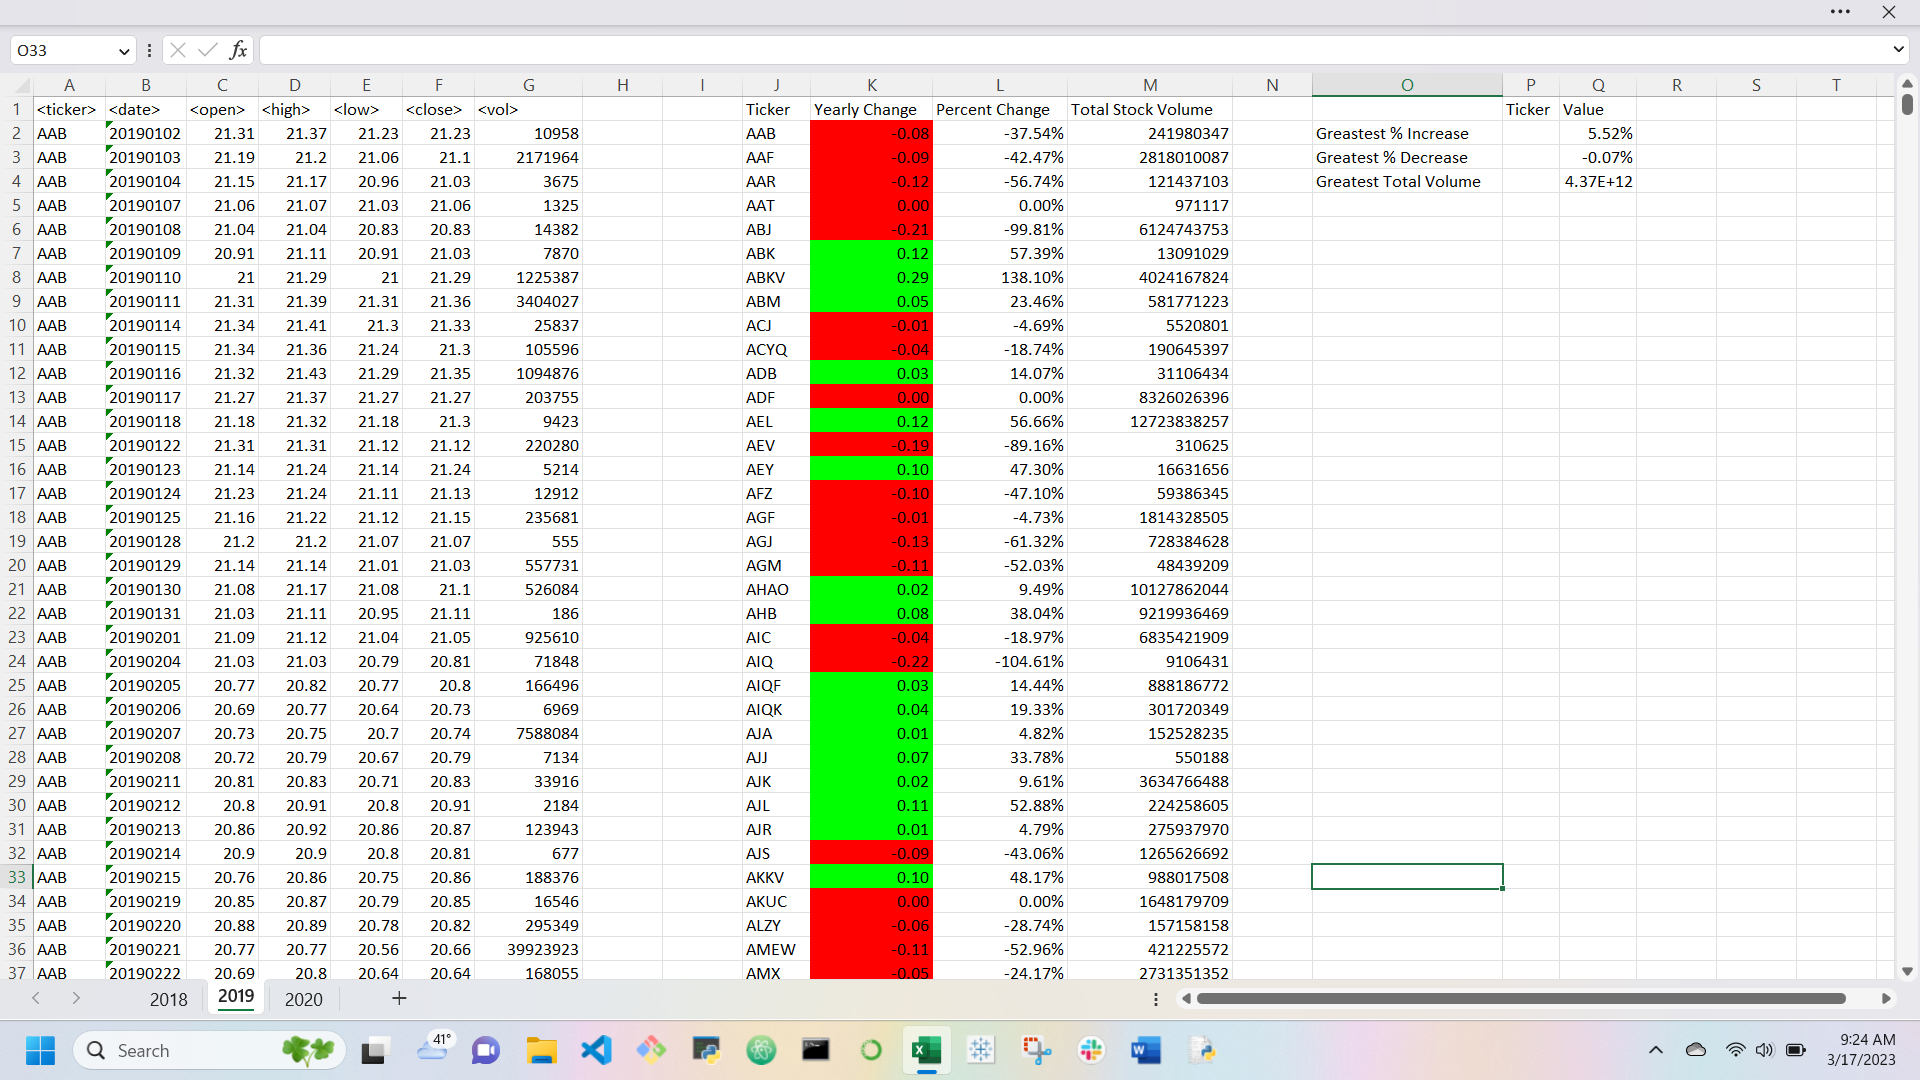 O33 fx
A B C D E F G H I J K L M N O P Q R S T
1 <ticker> <date> <open> <high> <low> <close> <vol> Ticker Yearly Change Percent Change Total Stock Volume Ticker Value
2 AAB 20190102 21.31 21.37 21.23 21.23 10958 AAB -0.08 -37.54% 241980347 Greastest % Increase 5.52%
3 AAB 20190103 21.19 21.2 21.06 21.1 2171964 AAF -0.09 -42.47% 2818010087 Greatest % Decrease -0.07%
4 AAB 20190104 21.15 21.17 20.96 21.03 3675 AAR -0.12 -56.74% 121437103 Greatest Total Volume 4.37E+12
5 AAB 20190107 21.06 21.07 21.03 21.06 1325 AAT 0.00 0.00% 971117
6 AAB 20190108 21.04 21.04 20.83 20.83 14382 ABJ -0.21 -99.81% 6124743753
7 AAB 20190109 20.91 21.11 20.91 21.03 7870 ABK 0.12 57.39% 13091029
8 AAB 20190110 21 21.29 21 21.29 1225387 ABKV 0.29 138.10% 4024167824
9 AAB 20190111 21.31 21.39 21.31 21.36 3404027 ABM 0.05 23.46% 581771223
10 AAB 20190114 21.34 21.41 21.3 21.33 25837 ACJ -0.01 -4.69% 5520801
11 AAB 20190115 21.34 21.36 21.24 21.3 105596 ACYQ -0.04 -18.74% 190645397
12 AAB 20190116 21.32 21.43 21.29 21.35 1094876 ADB 0.03 14.07% 31106434
13 AAB 20190117 21.27 21.37 21.27 21.27 203755 ADF 0.00 0.00% 8326026396
14 AAB 20190118 21.18 21.32 21.18 21.3 9423 AEL 0.12 56.66% 12723838257
15 AAB 20190122 21.31 21.31 21.12 21.12 220280 AEV -0.19 -89.16% 310625
16 AAB 20190123 21.14 21.24 21.14 21.24 5214 AEY 0.10 47.30% 16631656
17 AAB 20190124 21.23 21.24 21.11 21.13 12912 AFZ -0.10 -47.10% 59386345
18 AAB 20190125 21.16 21.22 21.12 21.15 235681 AGF -0.01 -4.73% 1814328505
19 AAB 20190128 21.2 21.2 21.07 21.07 555 AGJ -0.13 -61.32% 728384628
20 AAB 20190129 21.14 21.14 21.01 21.03 557731 AGM -0.11 -52.03% 48439209
21 AAB 20190130 21.08 21.17 21.08 21.1 526084 AHAO 0.02 9.49% 10127862044
22 AAB 20190131 21.03 21.11 20.95 21.11 186 AHB 0.08 38.04% 9219936469
23 AAB 20190201 21.09 21.12 21.04 21.05 925610 AIC -0.04 -18.97% 6835421909
24 AAB 20190204 21.03 21.03 20.79 20.81 71848 AIQ -0.22 -104.61% 9106431
25 AAB 20190205 20.77 20.82 20.77 20.8 166496 AIQF 0.03 14.44% 888186772
26 AAB 20190206 20.69 20.77 20.64 20.73 6969 AIQK 0.04 19.33% 301720349
27 AAB 20190207 20.73 20.75 20.7 20.74 7588084 AJA 0.01 4.82% 152528235
28 AAB 20190208 20.72 20.79 20.67 20.79 7134 AJJ 0.07 33.78% 550188
29 AAB 20190211 20.81 20.83 20.71 20.83 33916 AJK 0.02 9.61% 3634766488
30 AAB 20190212 20.8 20.91 20.8 20.91 2184 AJL 0.11 52.88% 224258605
31 AAB 20190213 20.86 20.92 20.86 20.87 123943 AJR 0.01 4.79% 275937970
32 AAB 20190214 20.9 20.9 20.8 20.81 677 AJS -0.09 -43.06% 1265626692
33 AAB 20190215 20.76 20.86 20.75 20.86 188376 AKKV 0.10 48.17% 988017508
34 AAB 20190219 20.85 20.87 20.79 20.85 16546 AKUC 0.00 0.00% 1648179709
35 AAB 20190220 20.88 20.89 20.78 20.82 295349 ALZY -0.06 -28.74% 157158158
36 AAB 20190221 20.77 20.77 20.56 20.66 39923923 AMEW -0.11 -52.96% 421225572
37 AAB 20190222 20.69 20.8 20.64 20.64 168055 AMX -0.05 -24.17% 2731351352
2018 2019 2020 +
Search 41° 9:24 AM
3/17/2023